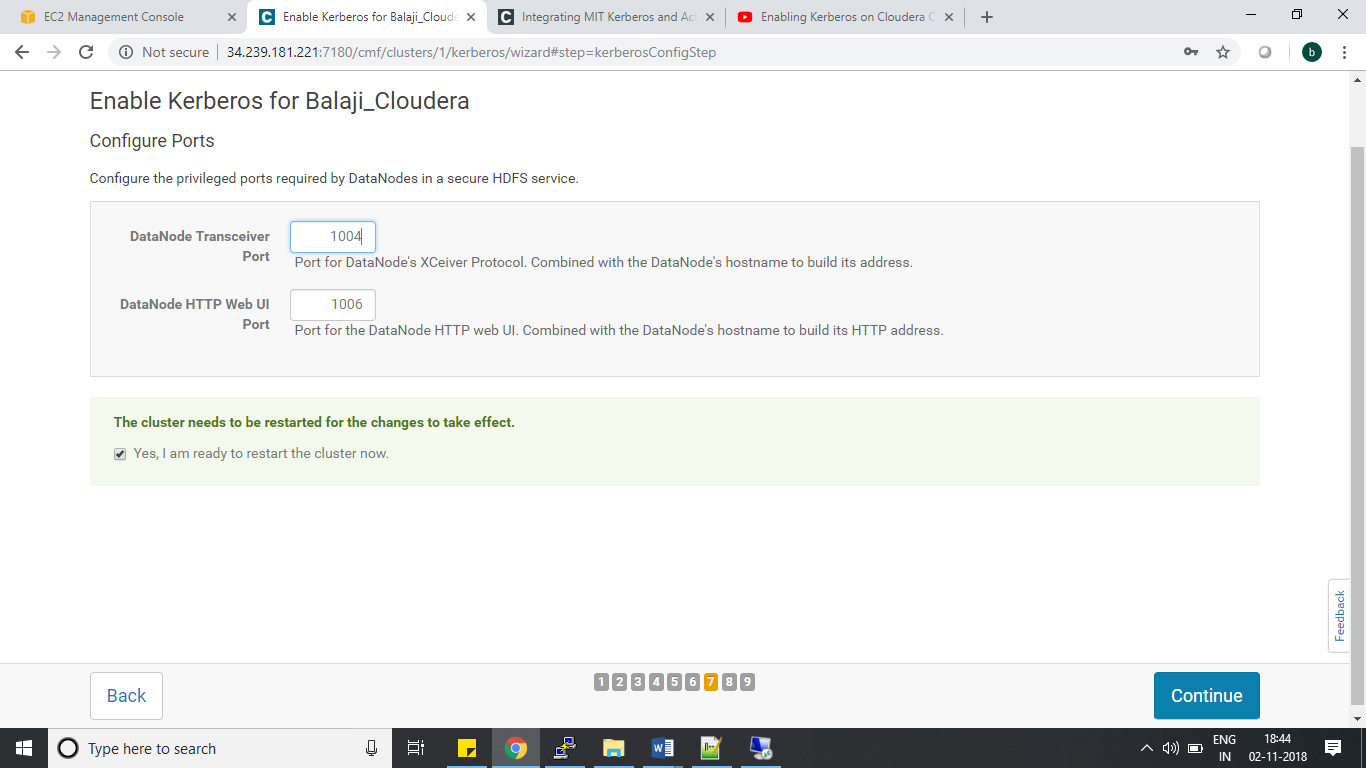 EC2 Management Console
Enable Kerberos for Balaji_Cloude
Integrating MIT Kerberos and Act
Enabling Kerberos on Cloudera C
Not secure
34.239.181.221:7180/cmf/clusters/1/kerberos/wizard#step=kerberosConfigStep
b
Enable Kerberos for Balaji_Cloudera
Configure Ports
Configure the privileged ports required by DataNodes in a secure HDFS service.
DataNode Transceiver
Port
1004
Port for DataNode's XCeiver Protocol. Combined with the DataNode's hostname to build its address.
DataNode HTTP Web UI
Port
1006
Port for the DataNode HTTP web UI. Combined with the DataNode's hostname to build its HTTP address.
The cluster needs to be restarted for the changes to take effect.
Yes, I am ready to restart the cluster now.
Feedback
Back
1 2 3 4 5 6 7 8 9
Continue
Type here to search
ENG
IN
18:44
02-11-2018